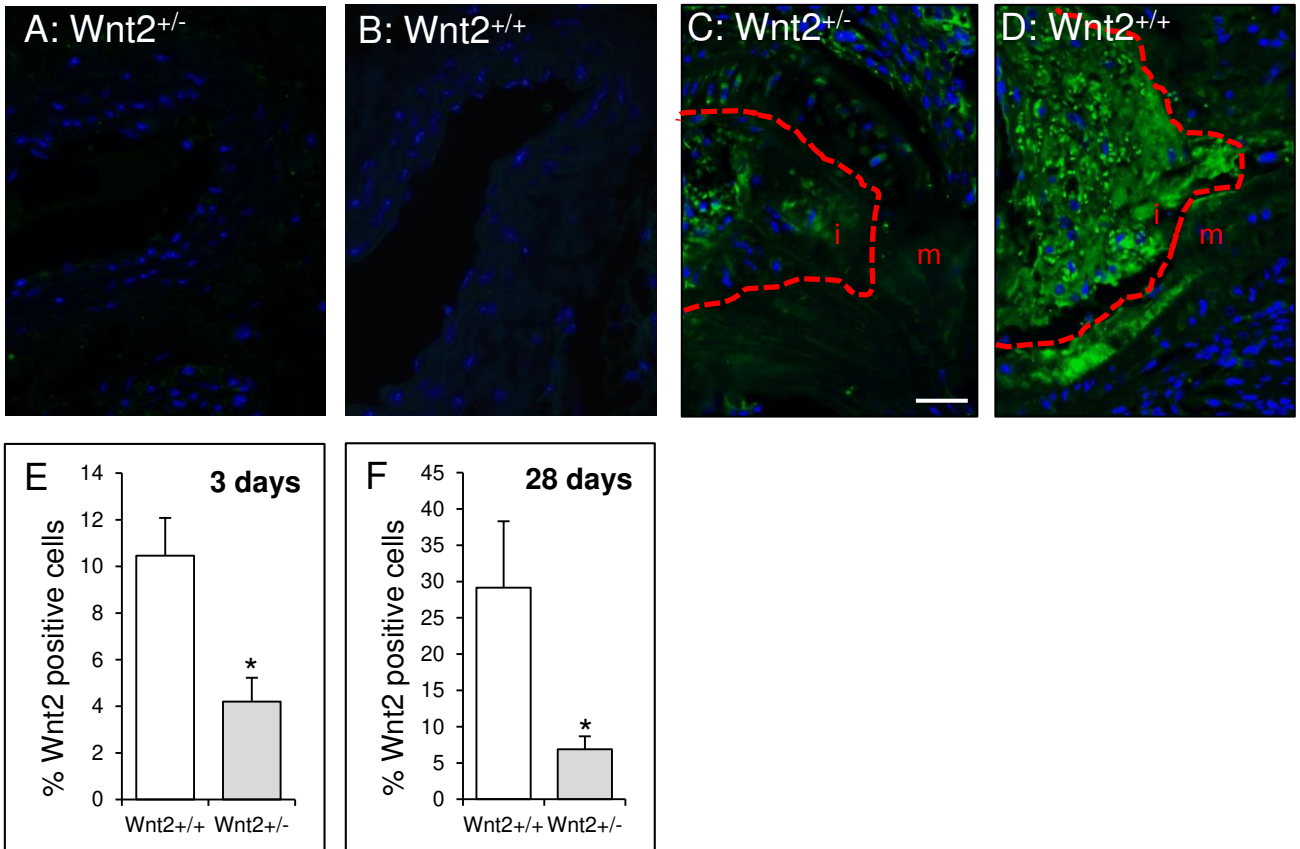 A: Wnt2+/-
B: Wnt2+/+
C: Wnt2+/-
D: Wnt2+/+
i
m
i
m
E
3 days
% Wnt2 positive cells
14
12
10
8
6
4
2
0
*
Wnt2+/+ Wnt2+/-
F
28 days
% Wnt2 positive cells
45
40
35
30
25
20
15
10
5
0
*
Wnt2+/+ Wnt2+/-